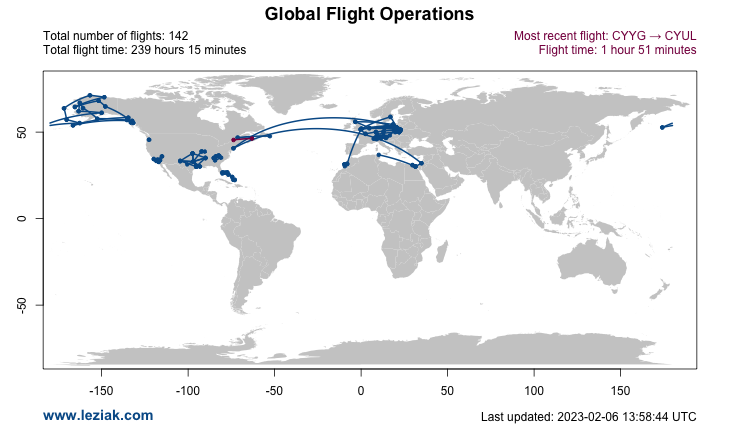 Global Flight Operations
Total number of flights: 142
Total flight time: 239 hours 15 minutes
Most recent flight: CYYG → CYUL
Flight time: 1 hour 51 minutes
50
0
-50
-150
-100
-50
0
50
100
150
www.leziak.com
Last updated: 2023-02-06 13:58:44 UTC